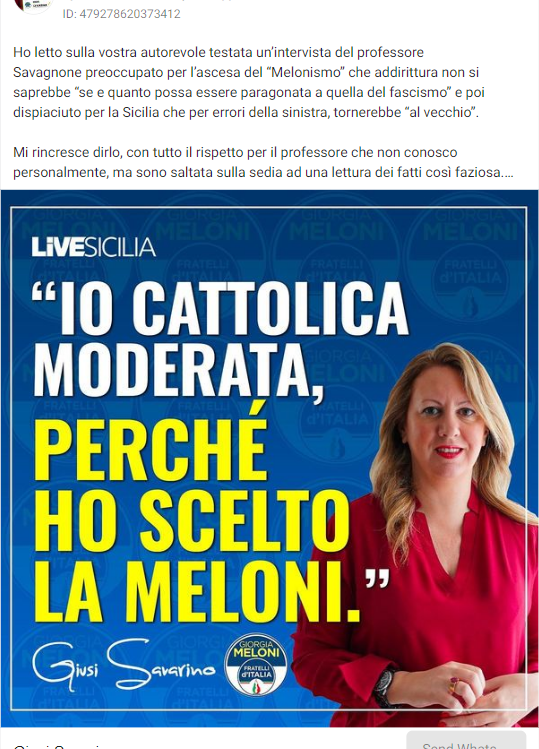 ID: 479278620373412
Ho letto sulla vostra autorevole testata un'intervista del professore
Savagnone preoccupato per l'ascesa del "Melonismo" che addirittura non si
saprebbe "se e quanto possa essere paragonata a quella del fascismo" e poi
dispiaciuto per la Sicilia che per errori della sinistra, tornerebbe "al vecchio".
Mi rincresce dirlo, con tutto il rispetto per il professore che non conosco
personalmente, ma sono saltata sulla sedia ad una lettura dei fatti così faziosa....
LiVESICILIA
“IO CATTOLICA
MODERATA,
PERCHÉ
HO SCELTO
LA MELONI.”
Giusi Savarino
GIORGIA
MELONI
FRATELLI
d'ITALIA